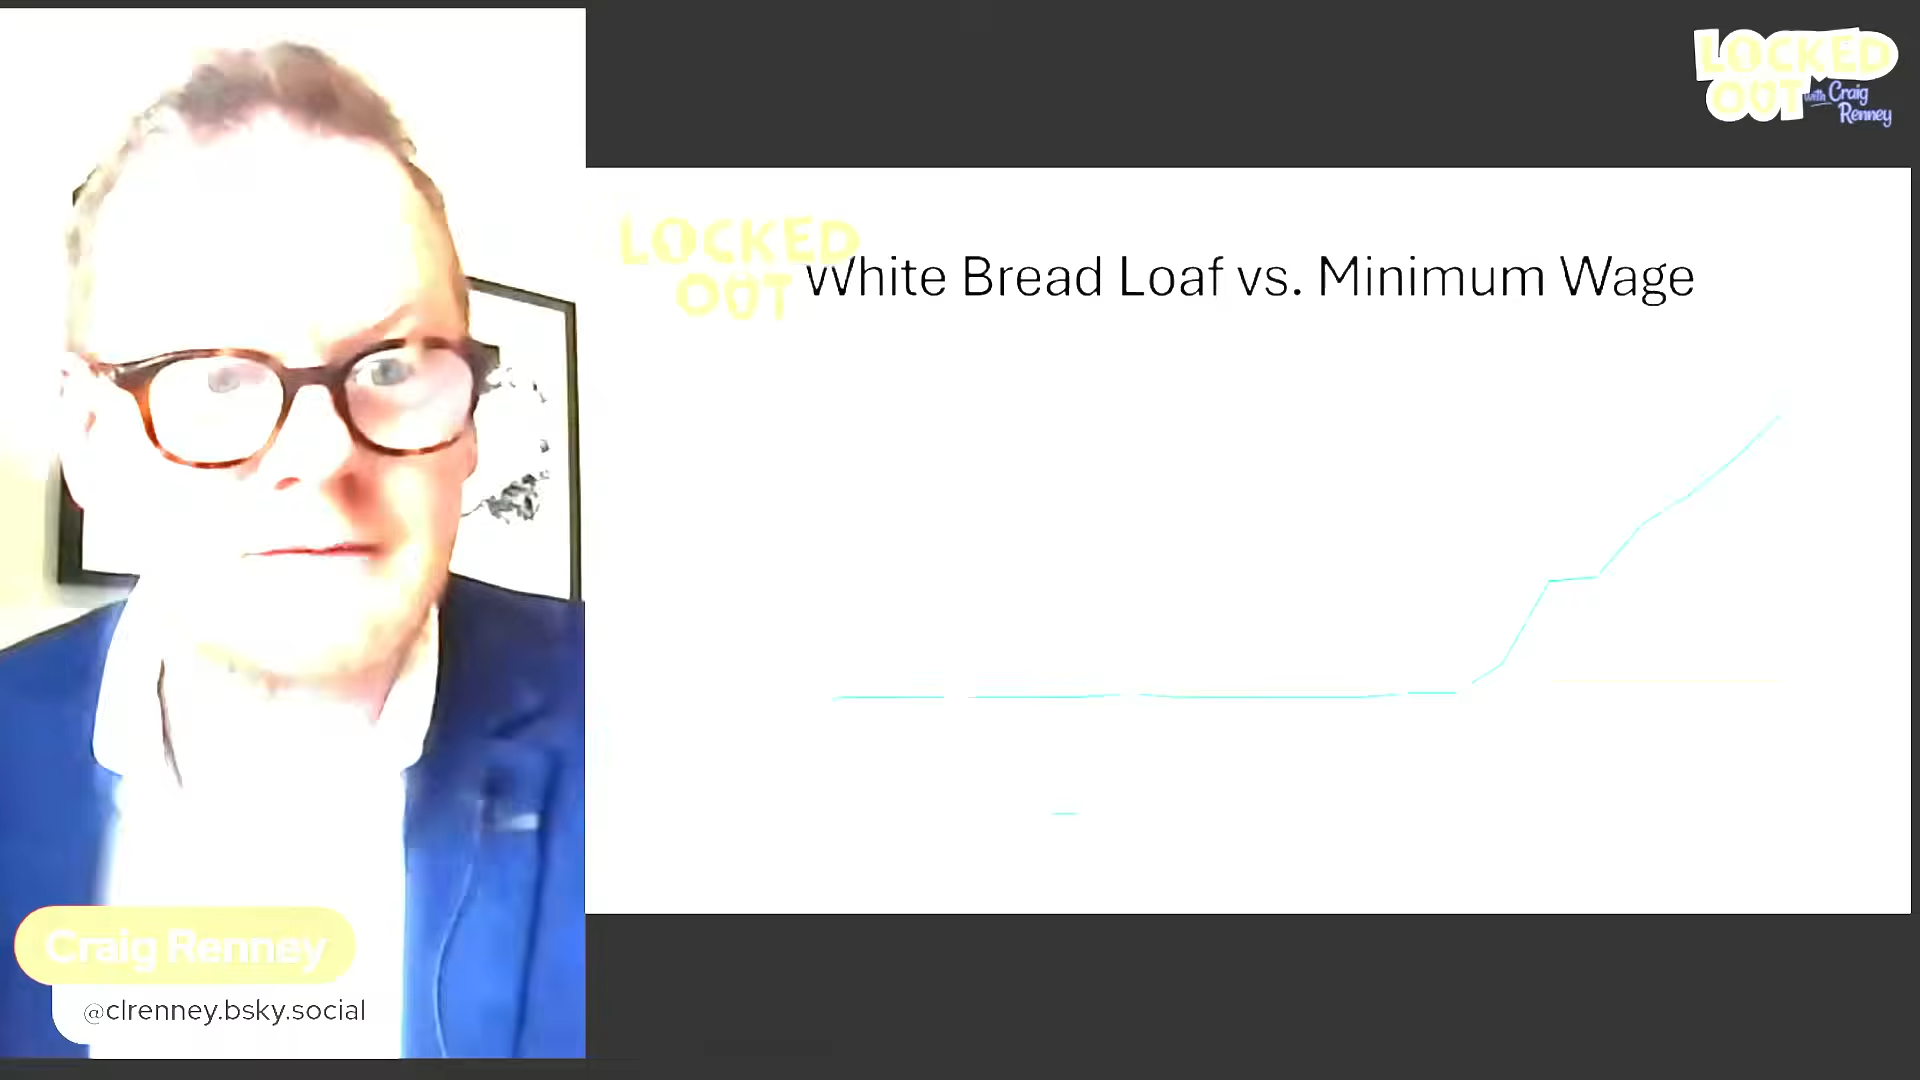 LOCKED
OUT with Craig
Renney
LOCKED
OUT
White Bread Loaf vs. Minimum Wage
Craig Renney
@clrenney.bsky.social